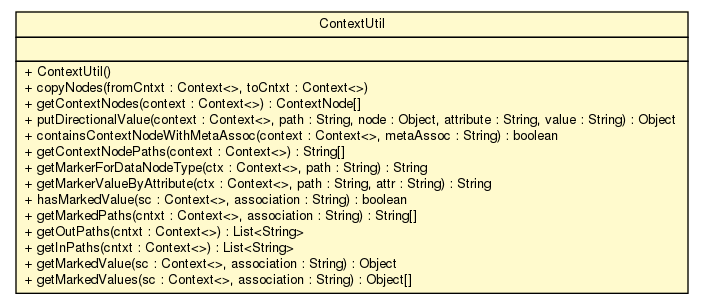 ContextUtil
+ ContextUtil()
+ copyNodes(fromCntxt : Context<>, toCntxt : Context<>)
+ getContextNodes(context : Context<>) : ContextNode[]
+ putDirectionalValue(context : Context<>, path : String, node : Object, attribute : String, value : String) : Object
+ containsContextNodeWithMetaAssoc(context : Context<>, metaAssoc : String) : boolean
+ getContextNodePaths(context : Context<>) : String[]
+ getMarkerForDataNodeType(ctx : Context<>, path : String) : String
+ getMarkerValueByAttribute(ctx : Context<>, path : String, attr : String) : String
+ hasMarkedValue(sc : Context<>, association : String) : boolean
+ getMarkedPaths(cntxt : Context<>, association : String) : String[]
+ getOutPaths(cntxt : Context<>) : List<String>
+ getInPaths(cntxt : Context<>) : List<String>
+ getMarkedValue(sc : Context<>, association : String) : Object
+ getMarkedValues(sc : Context<>, association : String) : Object[]